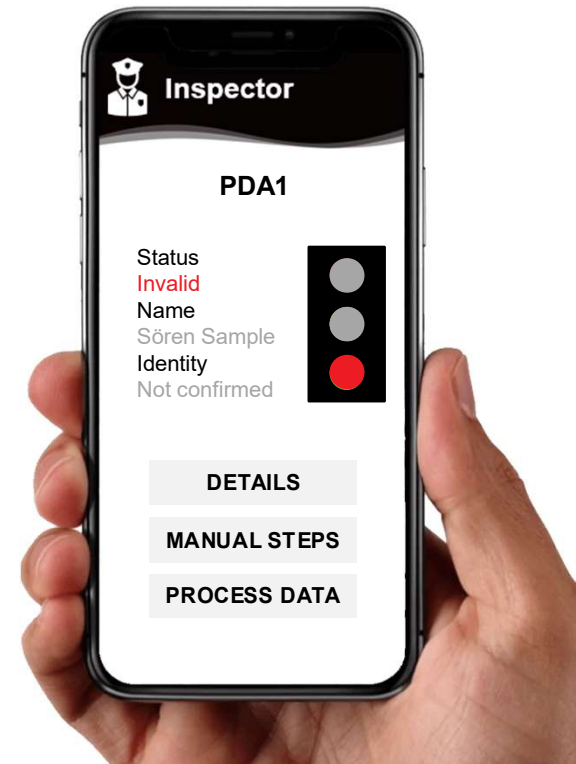 Inspector
PDA1
Status
Invalid
Name
Sören Sample
Identity
Not confirmed
DETAILS
MANUAL STEPS
PROCESS DATA